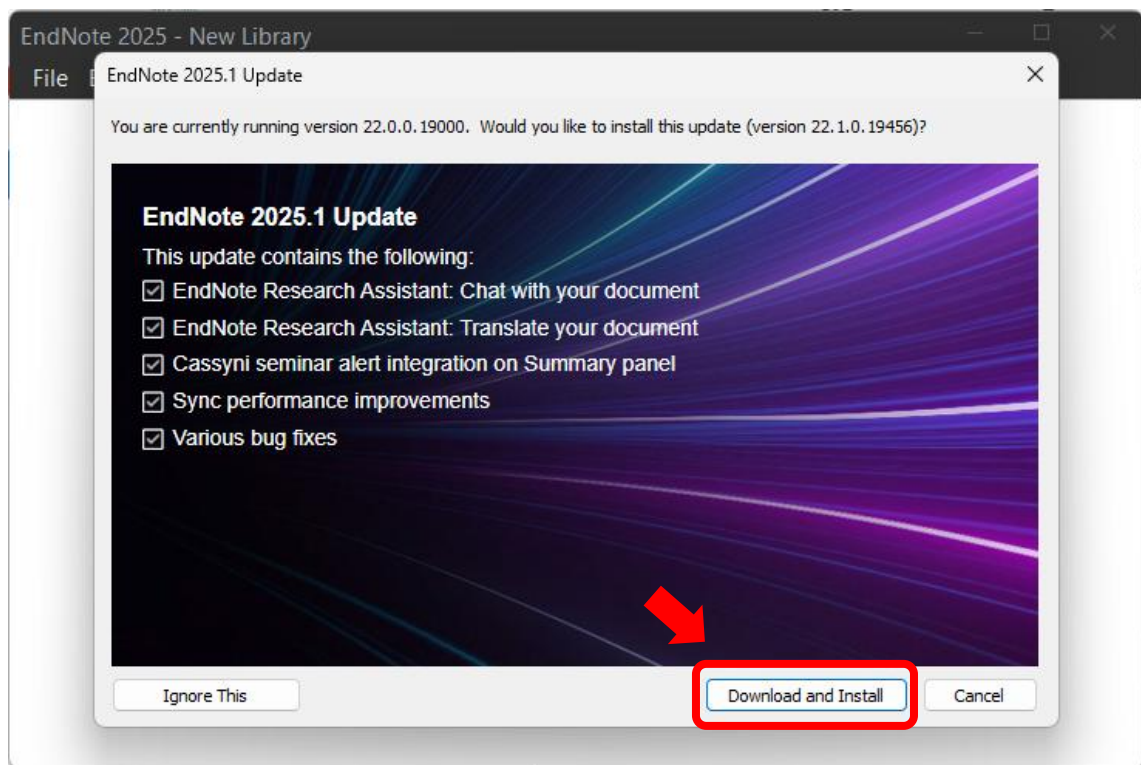 EndNote 2025 - New Library
File
EndNote 2025.1 Update
You are currently running version 22.0.0.19000. Would you like to install this update (version 22.1.0.19456)?
EndNote 2025.1 Update
This update contains the following:
EndNote Research Assistant: Chat with your document
EndNote Research Assistant: Translate your document
Cassyni seminar alert integration on Summary panel
Sync performance improvements
Various bug fixes
Ignore This
Download and Install
Cancel